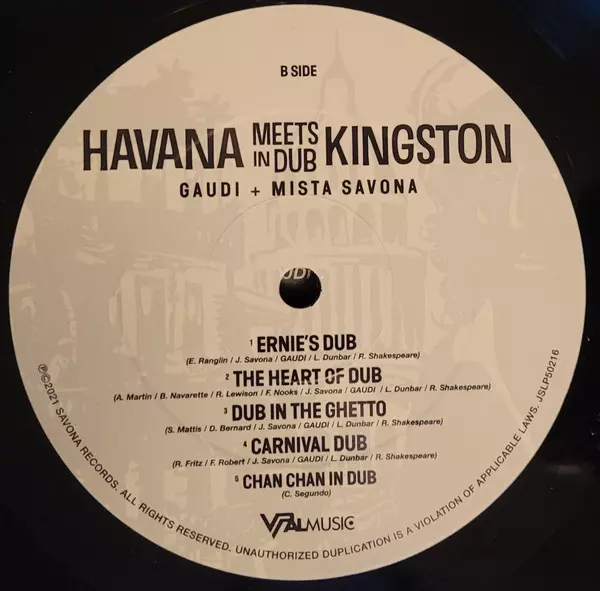 B SIDE
HAVANA MEETS IN DUB KINGSTON
GAUDI + MISTA SAVONA
1 ERNIE'S DUB
(E. Ranglin / J. Savona / GAUDI / L. Dunbar / R. Shakespeare)
2 THE HEART OF DUB
(A. Martin / B. Navarette / R. Lewison / F. Nooks / J. Savona / GAUDI / L. Dunbar / R. Shakespeare)
3 DUB IN THE GHETTO
(S. Mattis / D. Bernard / J. Savona / GAUDI / L. Dunbar / R. Shakespeare)
4 CARNIVAL DUB
(R. Fritz / F. Robert / J. Savona / GAUDI / L. Dunbar / R. Shakespeare)
5 CHAN CHAN IN DUB
(C. Segundo)
VPAL MUSIC
℗©2021 SAVONA RECORDS. ALL RIGHTS RESERVED. UNAUTHORIZED DUPLICATION IS A VIOLATION OF APPLICABLE LAWS. JSLP50216